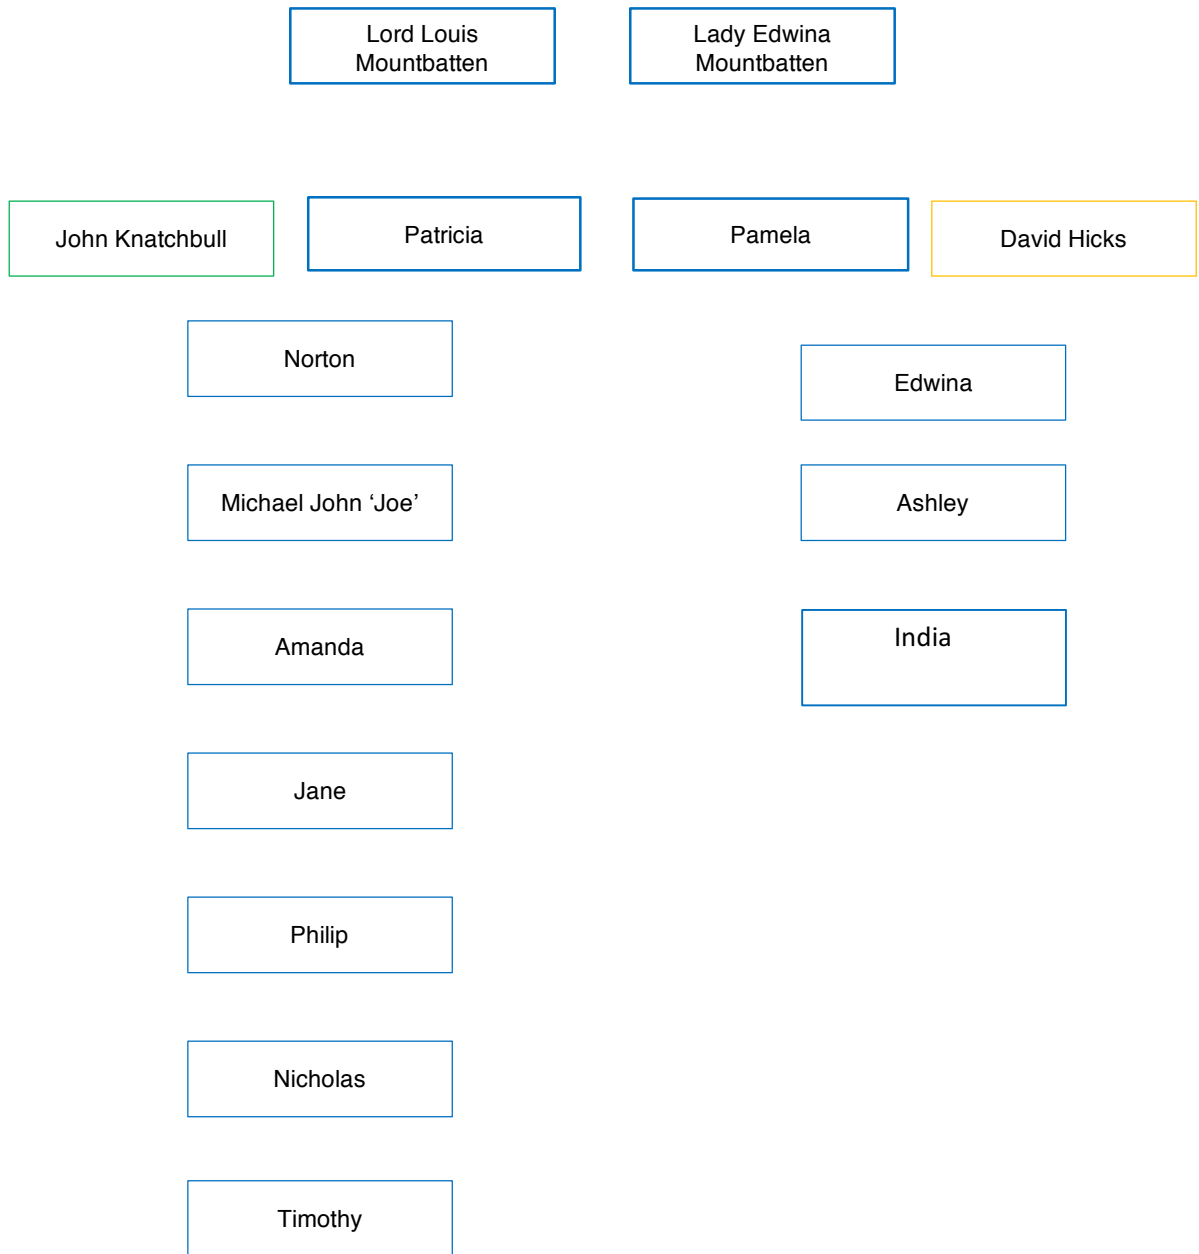 Lord Louis
Mountbatten
Lady Edwina
Mountbatten
John Knatchbull
Patricia
Pamela
David Hicks
Norton
Edwina
Michael John ‘Joe’
Ashley
Amanda
India
Jane
Philip
Nicholas
Timothy